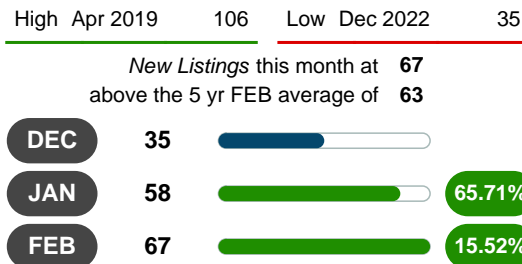 High Apr 2019 106 Low Dec 2022 35
New Listings this month at 67
above the 5 yr FEB average of 63
DEC 35
JAN 58 65.71%
FEB 67 15.52%